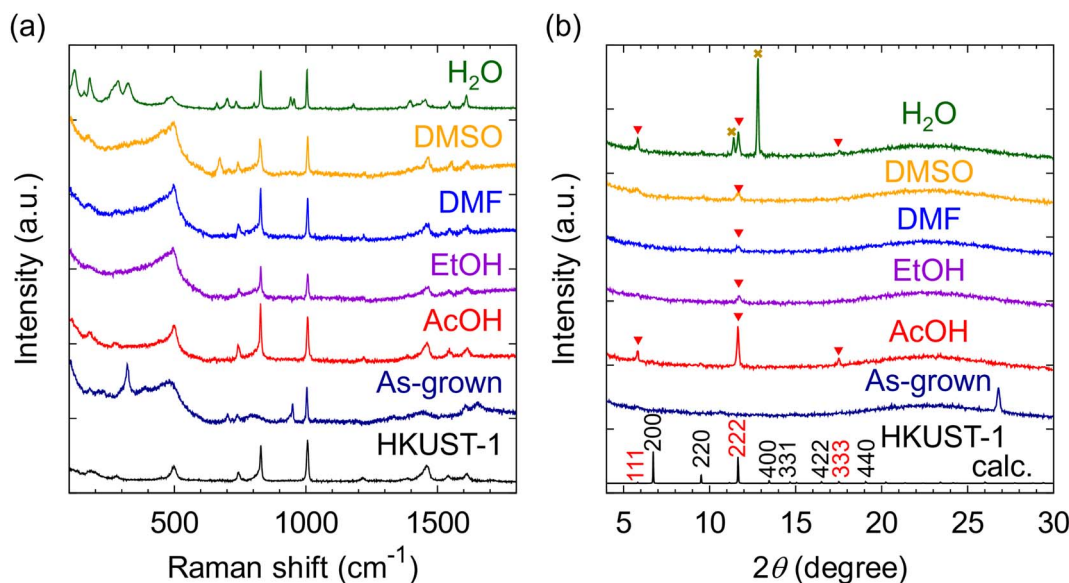 (a)
H₂O
DMSO
DMF
EtOH
AcOH
As-grown
HKUST-1
Intensity (a.u.)
500
1000
1500
Raman shift (cm⁻¹)
(b)
H₂O
DMSO
DMF
EtOH
AcOH
As-grown
HKUST-1
calc.
111
200
220
222
400
331
422
333
440
Intensity (a.u.)
5
10
15
20
25
30
2θ (degree)